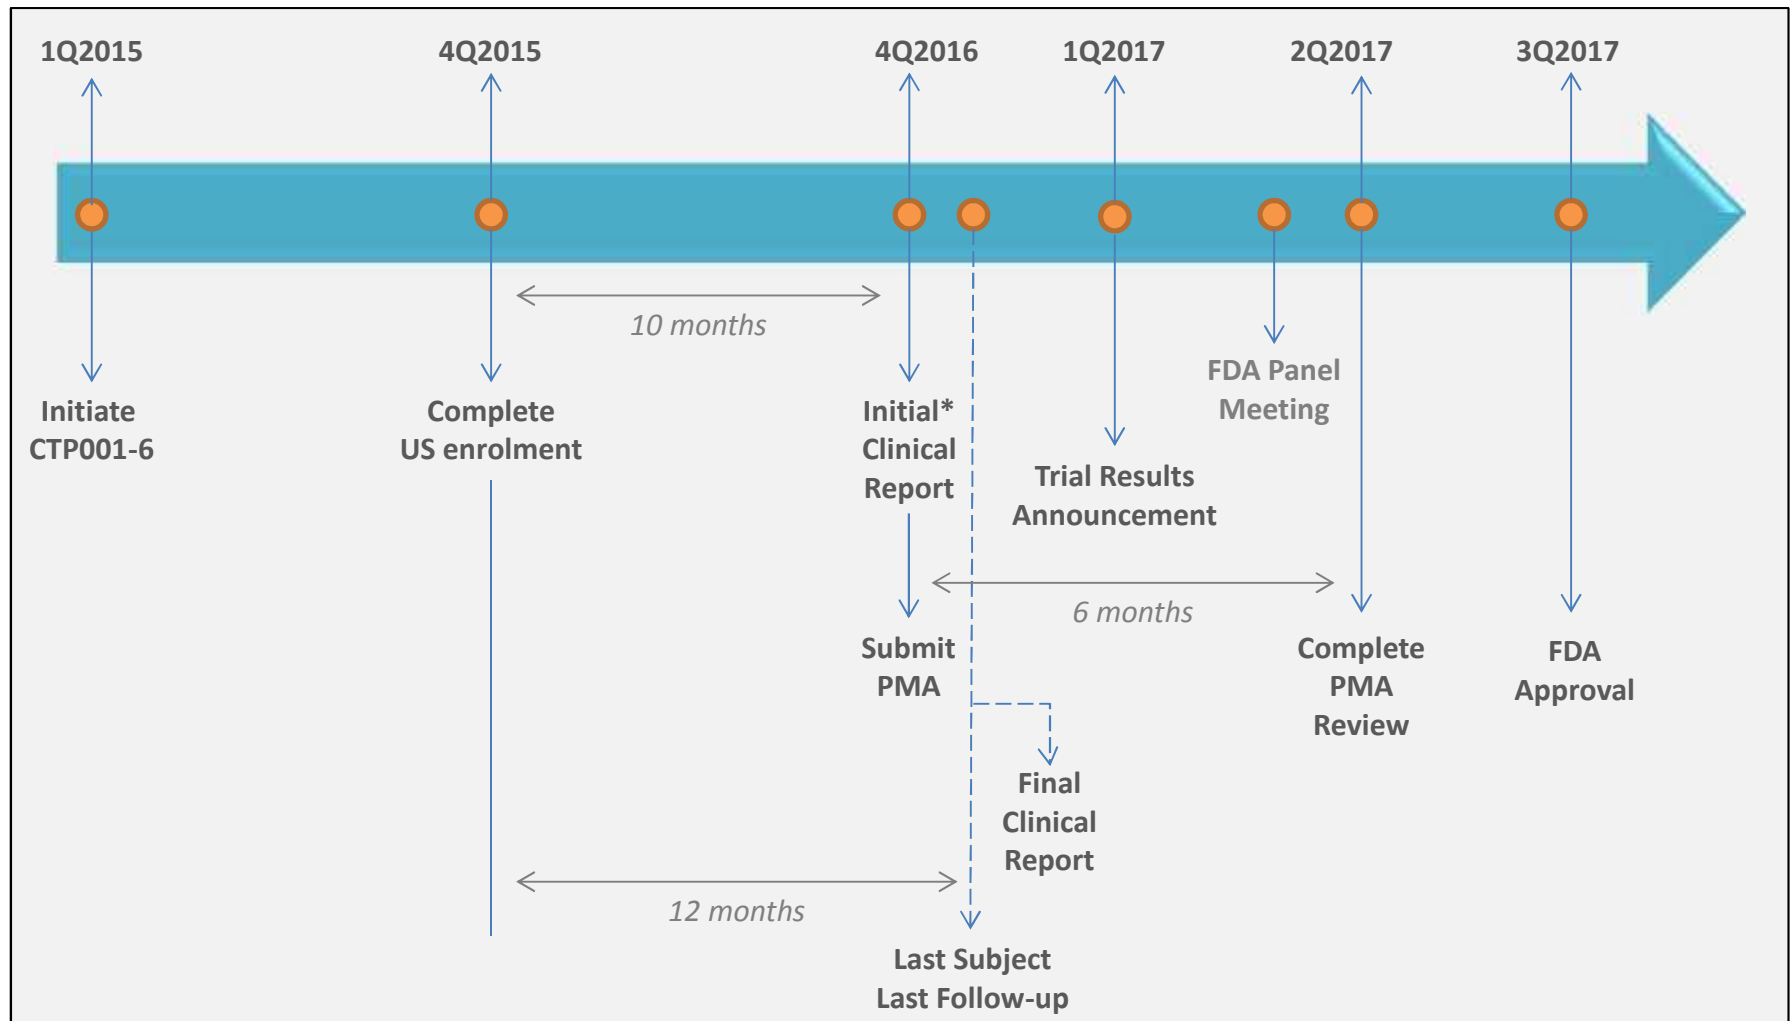 1Q2015
4Q2015
4Q2016
1Q2017
2Q2017
3Q2017
10 months
Initiate
CTP001-6
Complete
US enrolment
Initial*
Clinical
Report
Trial Results
Announcement
FDA Panel
Meeting
6 months
Submit
PMA
Complete
PMA
Review
FDA
Approval
Final
Clinical
Report
12 months
Last Subject
Last Follow-up